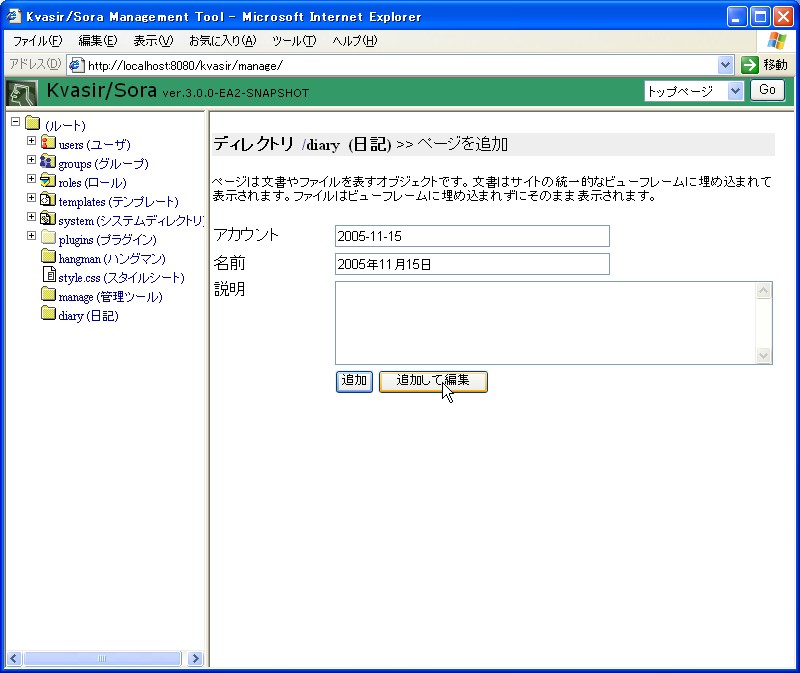 Kvasir/Sora Management Tool - Microsoft Internet Explorer
ファイル(F) 編集(E) 表示(V) お気に入り(A) ツール(T) ヘルプ(H)
アドレス(D) http://localhost:8080/kvasir/manage/ 移動
Kvasir/Sora ver.3.0.0-EA2-SNAPSHOT トップページ Go
(ルート)
users (ユーザ)
groups (グループ)
roles (ロール)
templates (テンプレート)
system (システムディレクトリ)
plugins (プラグイン)
hangman (ハングマン)
style.css (スタイルシート)
manage (管理ツール)
diary (日記)
ディレクトリ /diary (日記) >> ページを追加
ページは文書やファイルを表すオブジェクトです。文書はサイトの統一的なビューフレームに埋め込まれて
表示されます。ファイルはビューフレームに埋め込まれずにそのまま表示されます。
アカウント 2005-11-15
名前 2005年11月15日
説明
追加 追加して編集